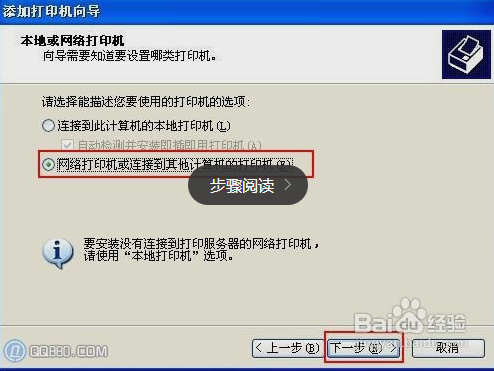 添加打印机向导
本地或网络打印机
向导需要知道要设置哪类打印机。
请选择能描述您要使用的打印机的选项:
连接到此计算机的本地打印机(L)
自动检测并安装即插即用打印机(A)
网络打印机或连接到其他计算机的打印机(E)
步骤阅读
要安装没有连接到打印服务器的网络打印机，
请使用“本地打印机”选项。
<上一步(B) 下一步(N)> 取消
Baidu经验
QQ880.COM